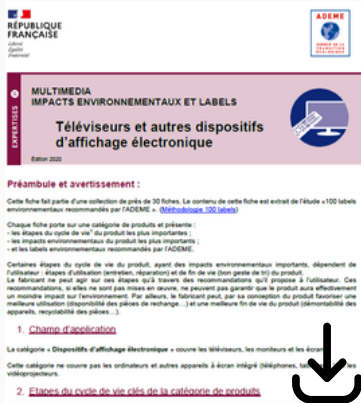 RÉPUBLIQUE
FRANÇAISE
Liberté
Égalité
Fraternité
ADEME
AGENCE DE LA
TRANSITION
ÉCOLOGIQUE
EXPERTISES
MULTIMEDIA
IMPACTS ENVIRONNEMENTAUX ET LABELS
Téléviseurs et autres dispositifs
d'affichage électronique
Édition 2020
Préambule et avertissement :
Cette fiche fait partie d'une collection de près de 30 fiches. Le contenu de cette fiche est extrait de l'étude «100 labels
environnementaux recommandés par l'ADEME ». (Méthodologie 100 labels)
Chaque fiche porte sur une catégorie de produits et présente :
- les étapes du cycle de vie¹ du produit les plus importantes ;
- les impacts environnementaux du produit les plus importants ;
- et les labels environnementaux recommandés par l'ADEME.
Certaines étapes du cycle de vie du produit, ayant des impacts environnementaux importants, dépendent de
l'utilisateur : étapes d'utilisation (entretien, réparation) et de fin de vie (bon geste de tri) du produit.
Le fabricant ne peut agir sur ces étapes qu'à travers des recommandations qu'il propose à l'utilisateur. Ces
recommandations, si elles ne sont pas mises en œuvre, ne peuvent pas garantir que le produit aura effectivement
un moindre impact sur l'environnement. Par ailleurs, le fabricant peut, par sa conception du produit favoriser une
meilleure utilisation (disponibilité des pièces de rechange…) et une meilleure fin de vie du produit (démontabilité des
appareils, recyclabilité des pièces…).
1. Champ d'application
La catégorie « Dispositifs d'affichage électronique » couvre les téléviseurs, les moniteurs et les
Cette catégorie ne couvre pas les ordinateurs et autres appareils à écran intégré (téléphones, les
vidéoprojecteurs.
2. Etapes du cycle de vie clés de la catégorie de produits